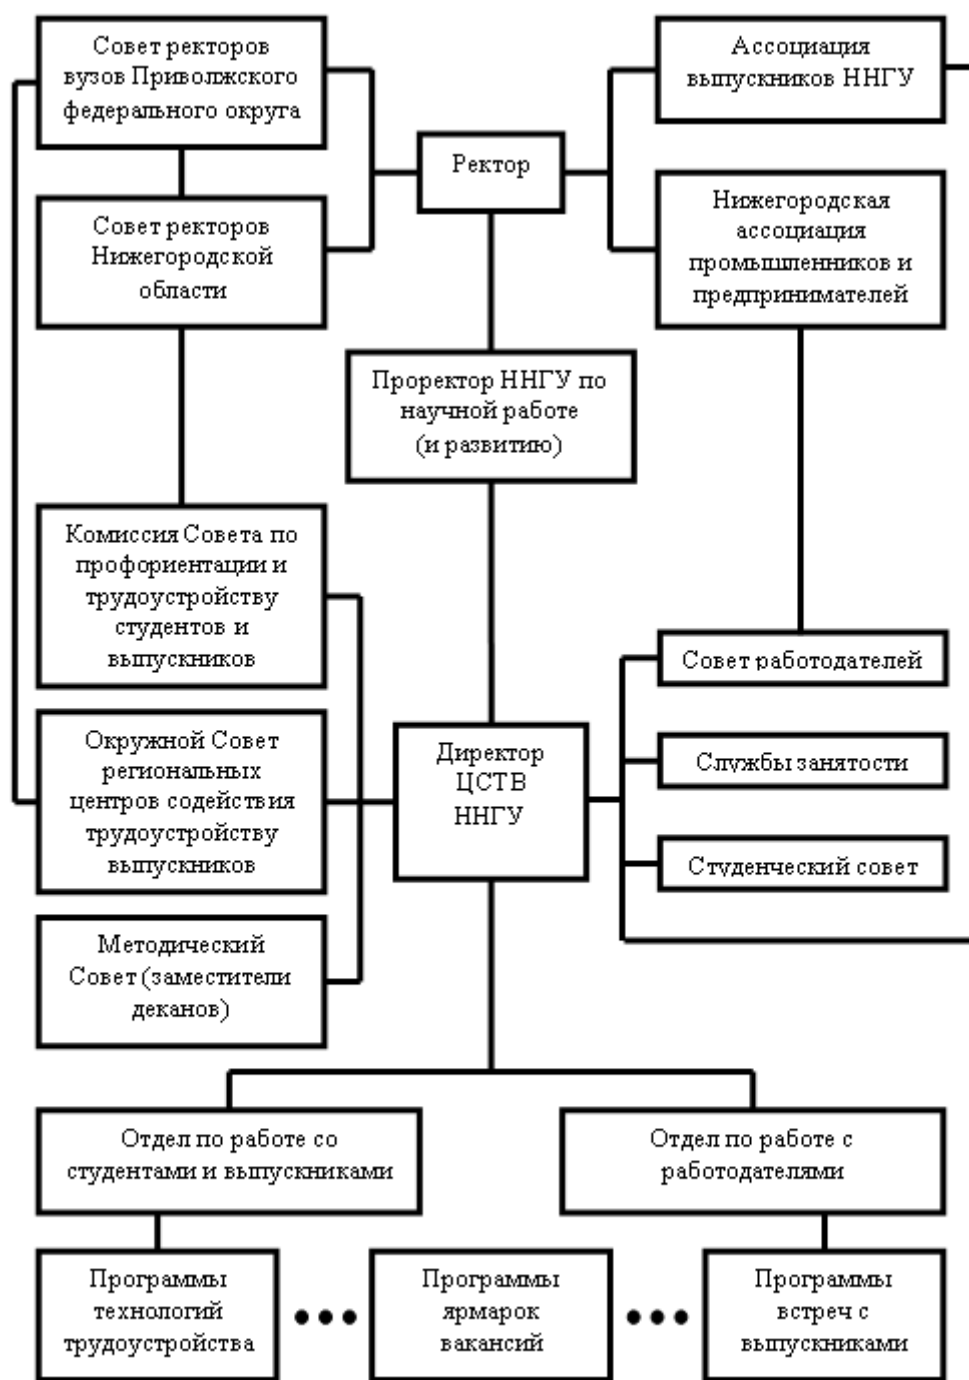 Совет ректоров
вузов Приволжского
федерального округа
Ассоциация
выпускников ННГУ
Ректор
Совет ректоров
Нижегородской
области
Нижегородская
ассоциация
промышленников и
предпринимателей
Проректор ННГУ по
научной работе
(и развитию)
Комиссия Совета по
профориентации и
трудоустройству
студентов и
выпускников
Совет работодателей
Окружной Совет
региональных
центров содействия
трудоустройству
выпускников
Директор
ЦСТВ
ННГУ
Службы занятости
Студенческий совет
Методический
Совет (заместители
деканов)
Отдел по работе со
студентами и выпускниками
Отдел по работе с
работодателями
Программы
технологий
трудоустройства
Программы
ярмарок
вакансий
Программы
встреч с
выпускниками